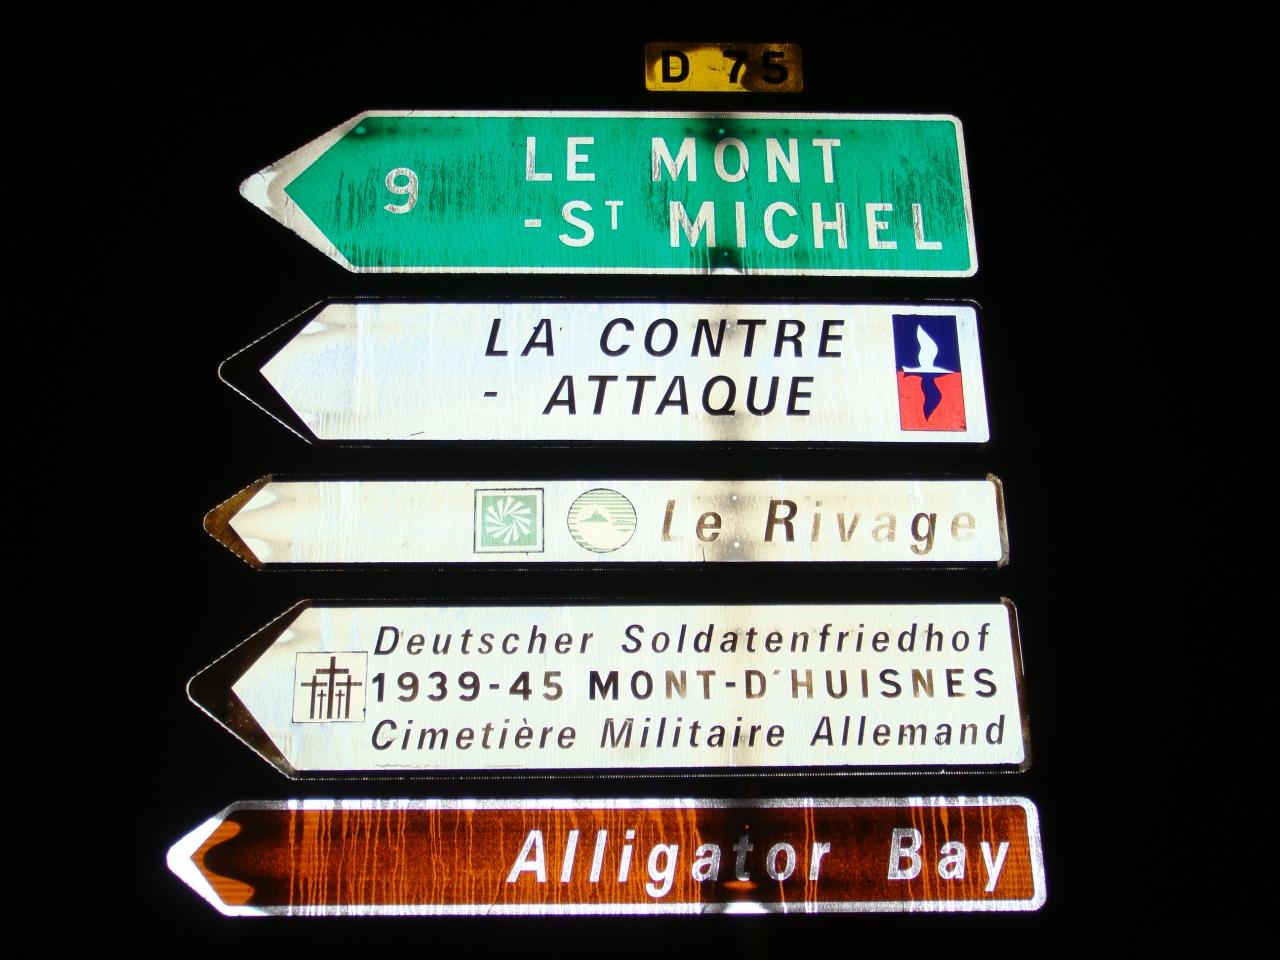 D 75
9 LE MONT
-ST MICHEL
LA CONTRE
- ATTAQUE
Le Rivage
Deutscher Soldatenfriedhof
1939-45 MONT-D'HUISNES
Cimetière Militaire Allemand
Alligator Bay